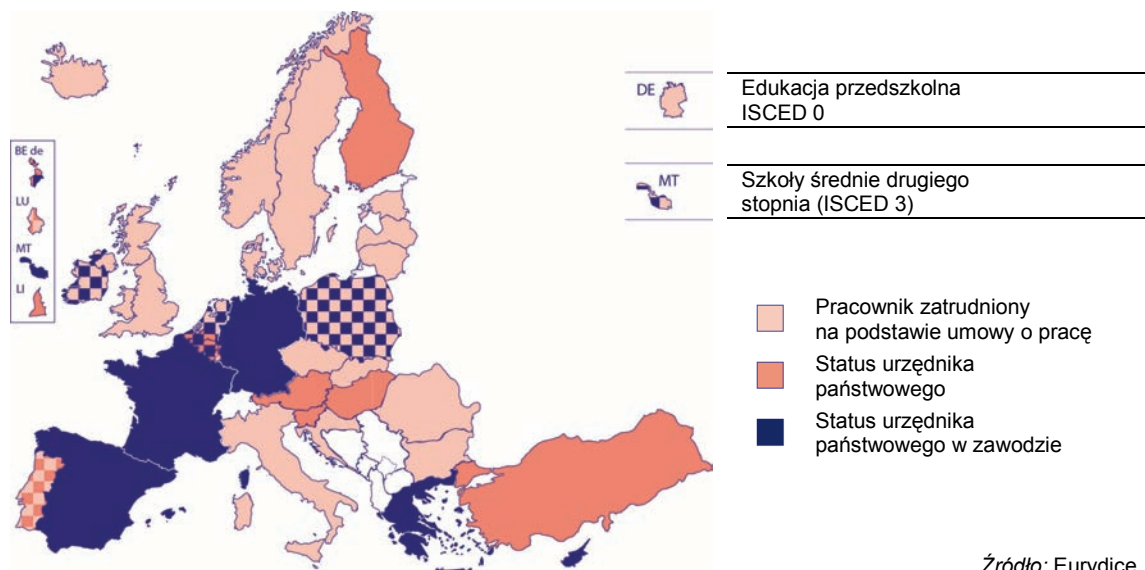 DE
Edukacja przedszkolna
ISCED 0
BE de
LU
MT
LI
MT
Szkoły średnie drugiego
stopnia (ISCED 3)
Pracownik zatrudniony
na podstawie umowy o pracę
Status urzędnika
państwowego
Status urzędnika
państwowego w zawodzie
Źródło: Eurydice